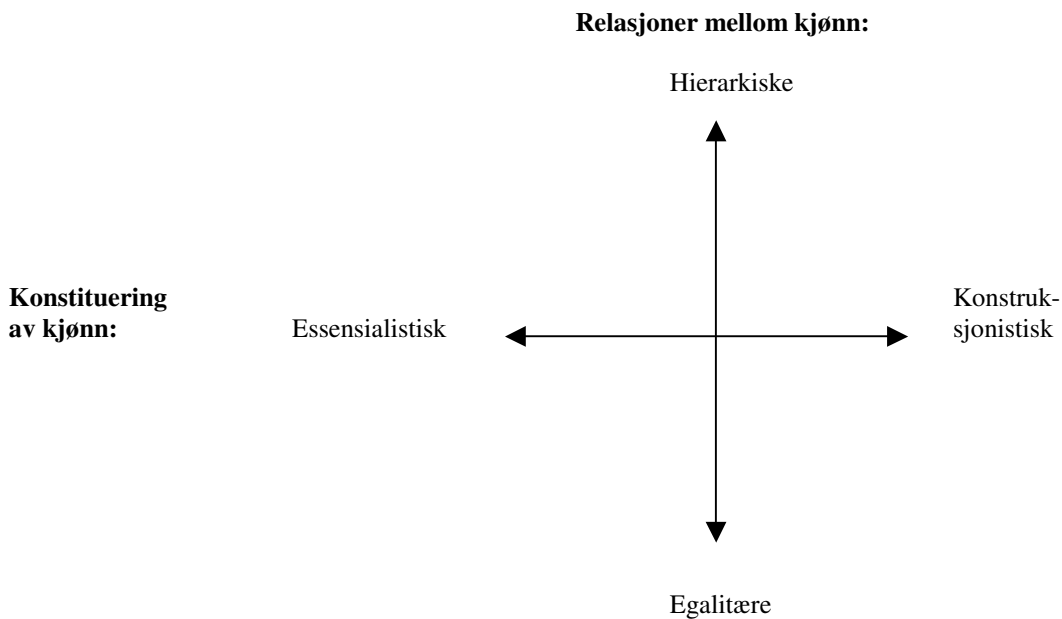 Relasjoner mellom kjønn:
Hierarkiske
Konstituering
av kjønn:
Essensialistisk
Konstruk-
sjonistisk
Egalitære